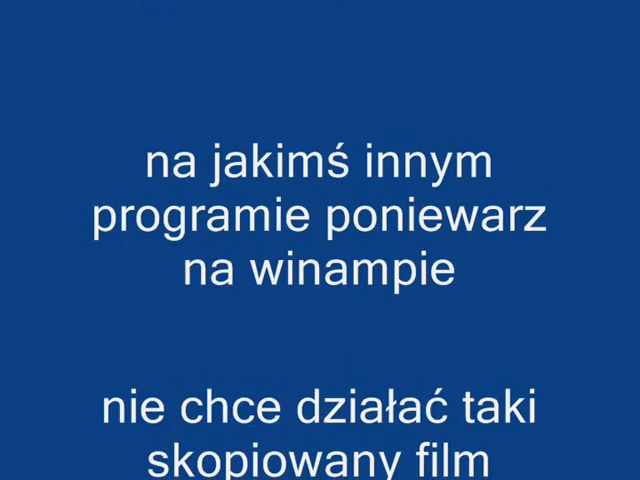 na jakimś innym
programie poniewarz
na winampie
nie chce działać taki
skopiowany film